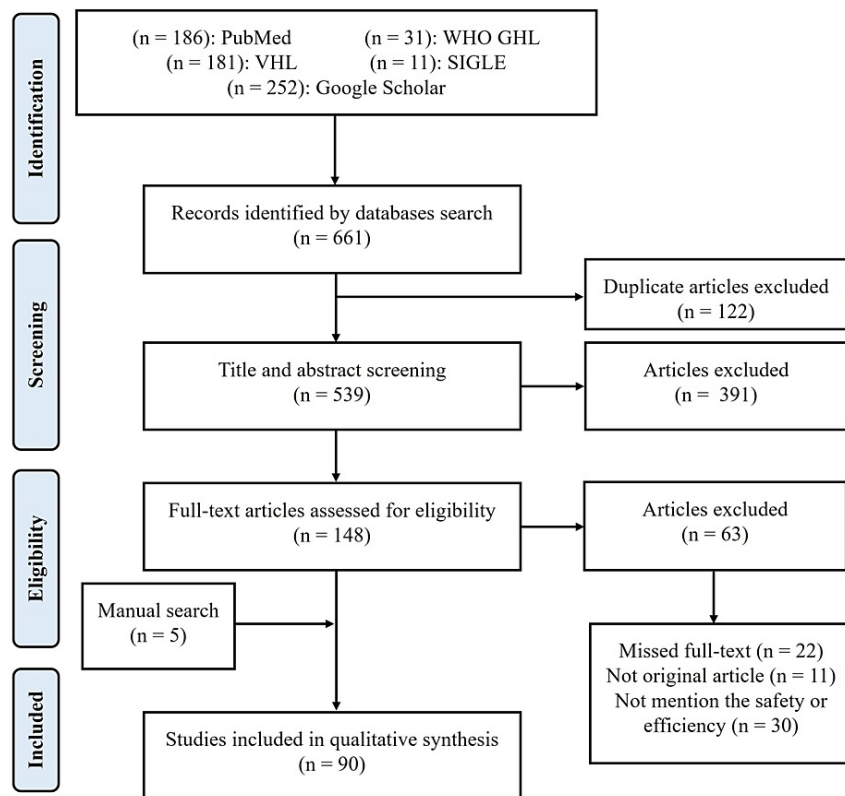 Identification
(n = 186): PubMed (n = 31): WHO GHL
(n = 181): VHL (n = 11): SIGLE
(n = 252): Google Scholar
Records identified by databases search
(n = 661)
Screening
Duplicate articles excluded
(n = 122)
Title and abstract screening
(n = 539)
Articles excluded
(n = 391)
Eligibility
Full-text articles assessed for eligibility
(n = 148)
Articles excluded
(n = 63)
Manual search
(n = 5)
Missed full-text (n = 22)
Not original article (n = 11)
Not mention the safety or
efficiency (n = 30)
Included
Studies included in qualitative synthesis
(n = 90)